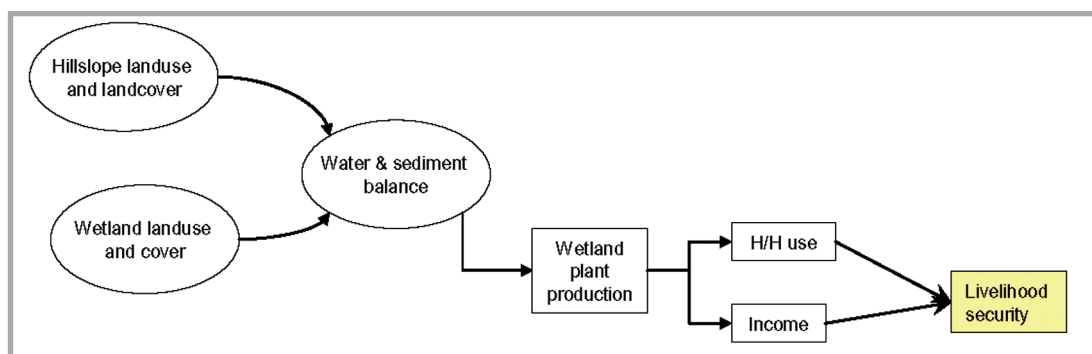 Hillslope landuse
and landcover
Water & sediment
balance
Wetland landuse
and cover
Wetland
plant
production
H/H use
Income
Livelihood
security